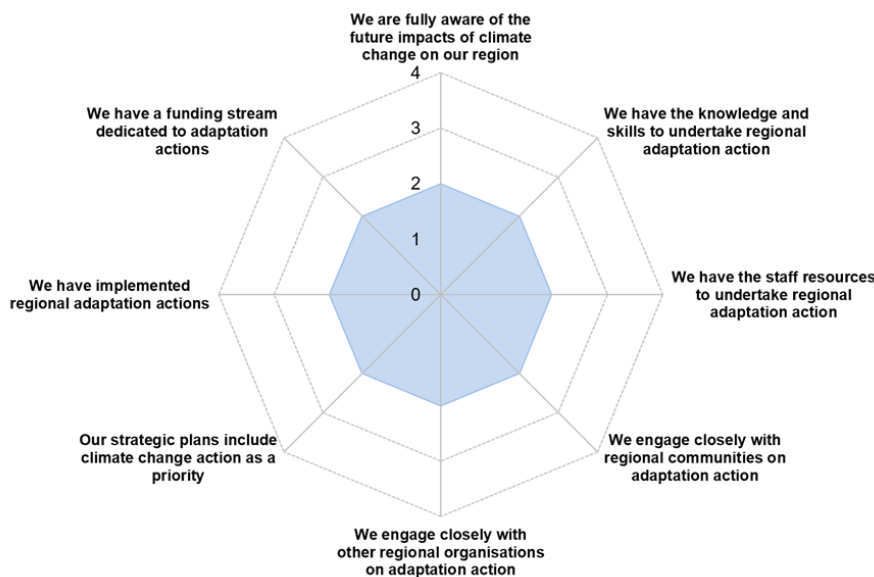 We are fully aware of the
future impacts of climate
change on our region
4
We have a funding stream
dedicated to adaptation
actions
We have the knowledge and
skills to undertake regional
adaptation action
3
2
1
We have implemented
regional adaptation actions
0
We have the staff resources
to undertake regional
adaptation action
Our strategic plans include
climate change action as a
priority
We engage closely with
regional communities on
adaptation action
We engage closely with
other regional organisations
on adaptation action